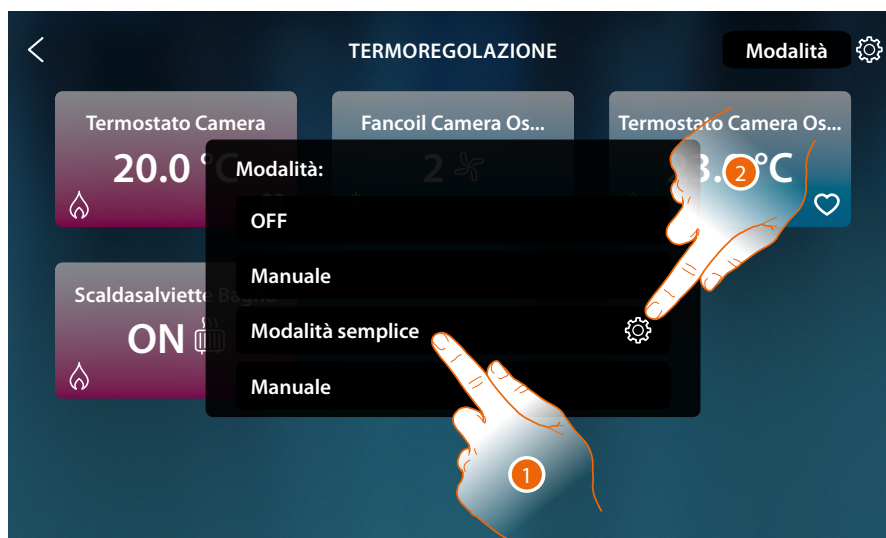 TERMOREGOLAZIONE
Modalità
Termostato Camera
Fancoil Camera Os...
Termostato Camera Os...
20.0 °C
2
3. °C
2
Modalità:
OFF
Manuale
Modalità semplice
Manuale
Scaldasalviette
ON
1